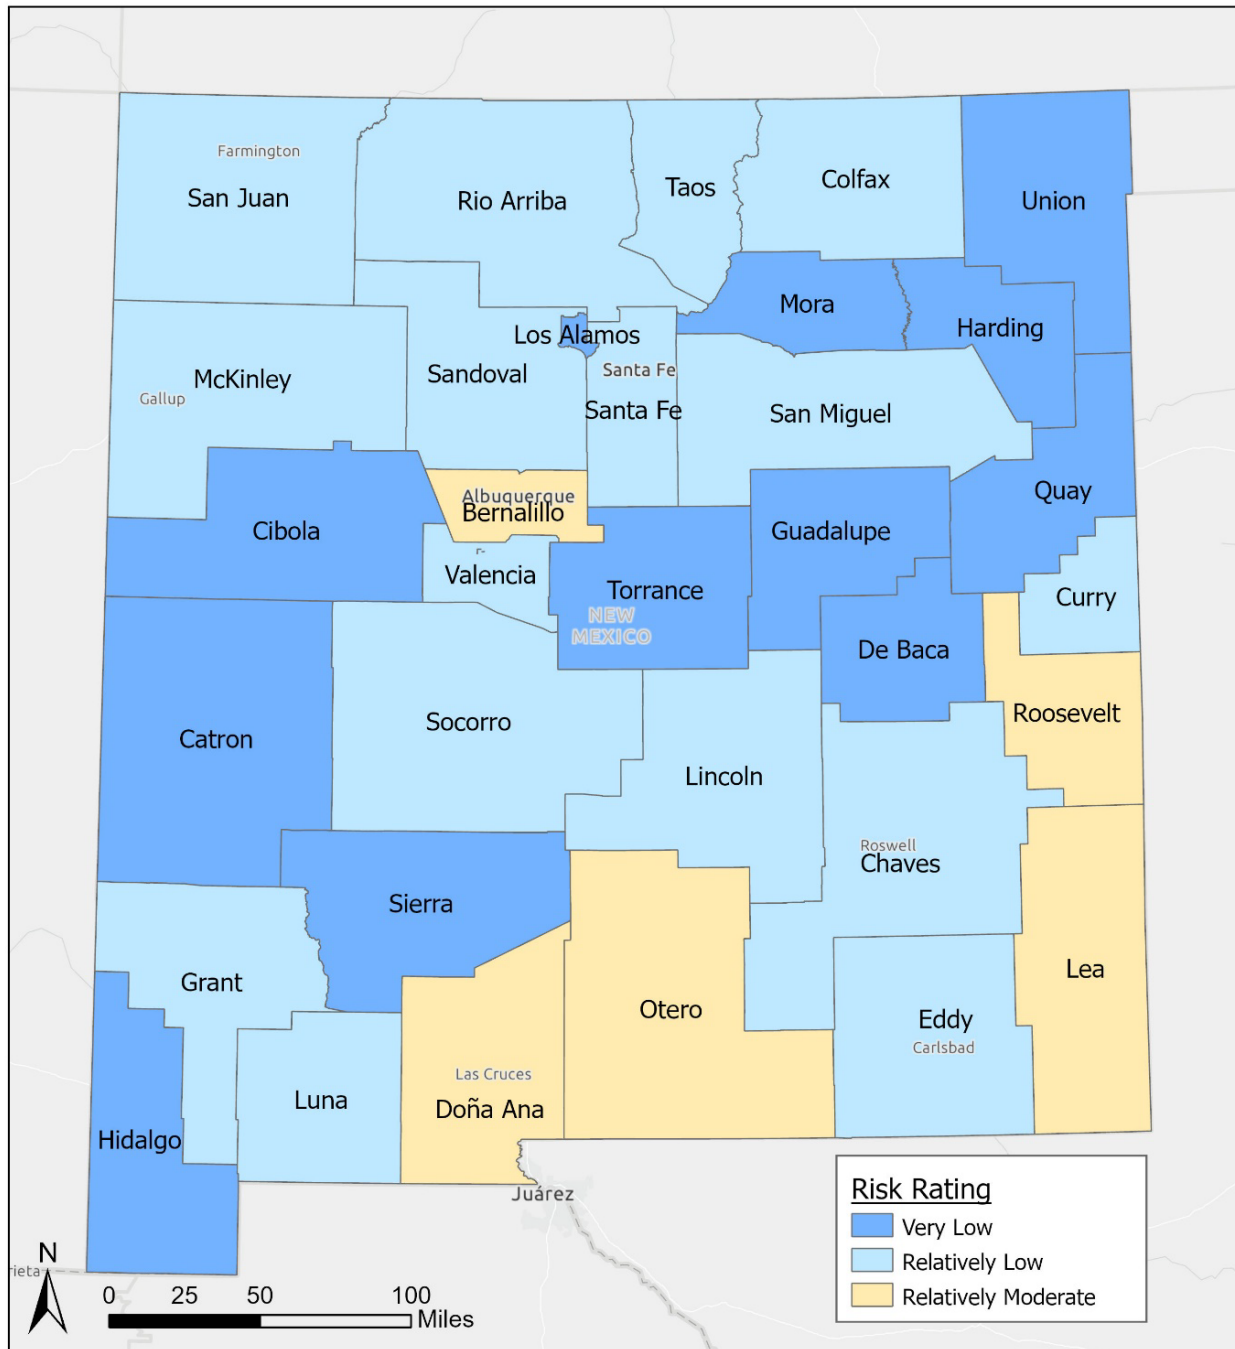 Farmington
San Juan
Rio Arriba
Taos
Colfax
Union
Mora
Harding
Los Alamos
McKinley
Gallup
Sandoval
Santa Fe
Santa Fe
San Miguel
Quay
Albuquerque
Bernalillo
Cibola
Guadalupe
Valencia
Torrance
Curry
NEW
MEXICO
De Baca
Roosevelt
Socorro
Catron
Lincoln
Roswell
Chaves
Sierra
Lea
Grant
Otero
Eddy
Carlsbad
Las Cruces
Luna
Doña Ana
Hidalgo
Juárez
Risk Rating
Very Low
Relatively Low
Relatively Moderate
N
rieta
0 25 50 100
Miles